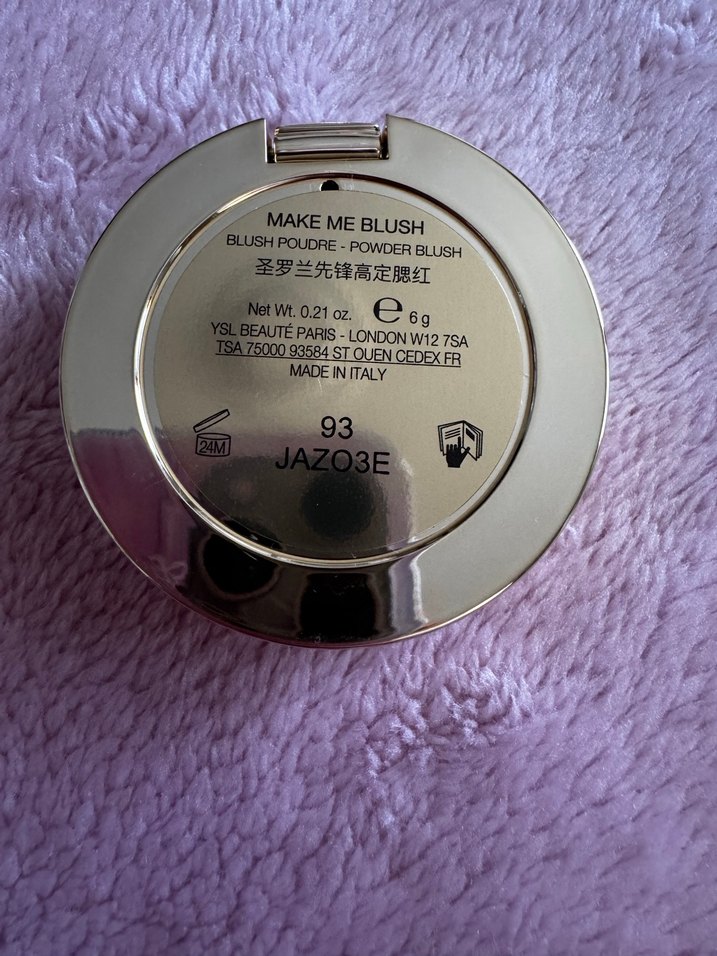 MAKE ME BLUSH
BLUSH POUDRE - POWDER BLUSH
圣罗兰先锋高定腮红
Net Wt. 0.21 oz. ℮ 6 g
YSL BEAUTÉ PARIS - LONDON W12 7SA
TSA 75000 93584 ST OUEN CEDEX FR
MADE IN ITALY
24M
93
JAZO3E